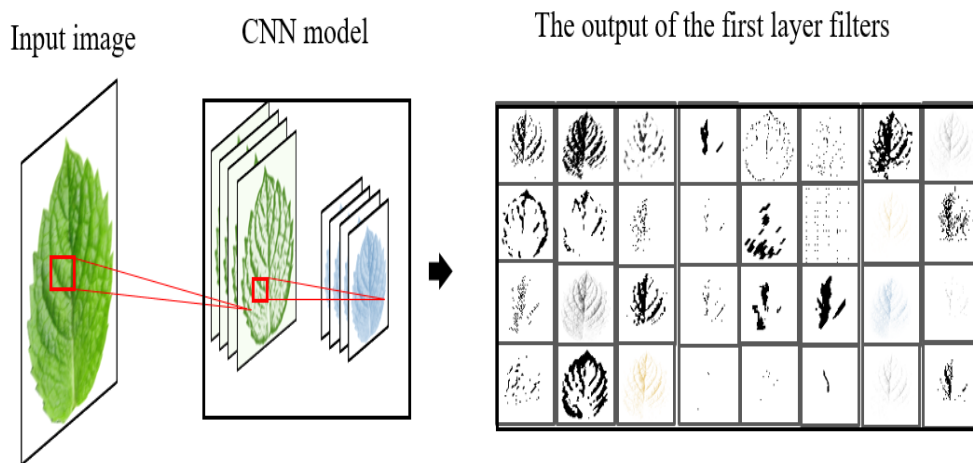 Input image
CNN model
The output of the first layer filters